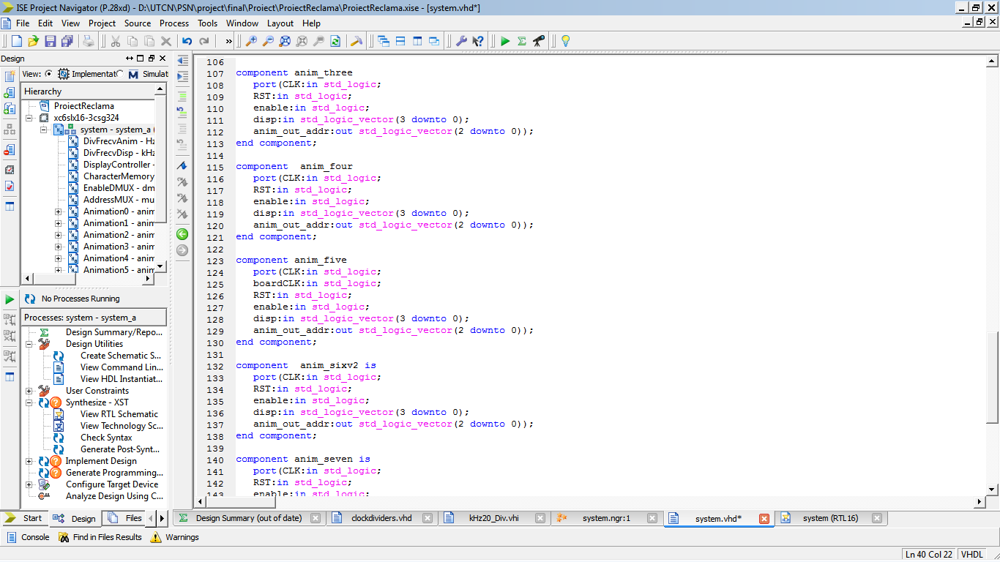 ISE Project Navigator (P.28xd) - D:\UTCN\PSN\project\final\Proiect\ProiectReclama\ProiectReclama.xise - [system.vhd*]
File Edit View Project Source Process Tools Window Layout Help
»
Design
View: Implementat Simulat
Hierarchy
ProiectReclama
xc6slx16-3csg324
system - system_a (
DivFrecvAnim - Hz
DivFrecvDisp - kHz
DisplayController -
CharacterMemory
EnableDMUX - dm
AddressMUX - mu
Animation0 - anim
Animation1 - anim
Animation2 - anim
Animation3 - anim
Animation4 - anim
Animation5 - anim
No Processes Running
Processes: system - system_a
Design Summary/Repo...
Design Utilities
Create Schematic S...
View Command Lin...
View HDL Instantiat...
User Constraints
Synthesize - XST
View RTL Schematic
View Technology Sc...
Check Syntax
Generate Post-Synt...
Implement Design
Generate Programming...
Configure Target Device
Analyze Design Using C...
Start Design Files
106
107 component anim_three
108 port(CLK:in std_logic;
109 RST:in std_logic;
110 enable:in std_logic;
111 disp:in std_logic_vector(3 downto 0);
112 anim_out_addr:out std_logic_vector(2 downto 0));
113 end component;
114
115 component  anim_four
116 port(CLK:in std_logic;
117 RST:in std_logic;
118 enable:in std_logic;
119 disp:in std_logic_vector(3 downto 0);
120 anim_out_addr:out std_logic_vector(2 downto 0));
121 end component;
122
123 component anim_five
124 port(CLK:in std_logic;
125 boardCLK:in std_logic;
126 RST:in std_logic;
127 enable:in std_logic;
128 disp:in std_logic_vector(3 downto 0);
129 anim_out_addr:out std_logic_vector(2 downto 0));
130 end component;
131
132 component  anim_sixv2 is
133 port(CLK:in std_logic;
134 RST:in std_logic;
135 enable:in std_logic;
136 disp:in std_logic_vector(3 downto 0);
137 anim_out_addr:out std_logic_vector(2 downto 0));
138 end component;
139
140 component anim_seven is
141 port(CLK:in std_logic;
142 RST:in std_logic;
143 enable:in std_logic;
Design Summary (out of date) clockdividers.vhd kHz20_Div.vhi system.ngr:1 system.vhd* system (RTL16)
Console Find in Files Results Warnings
Ln 40 Col 22 VHDL